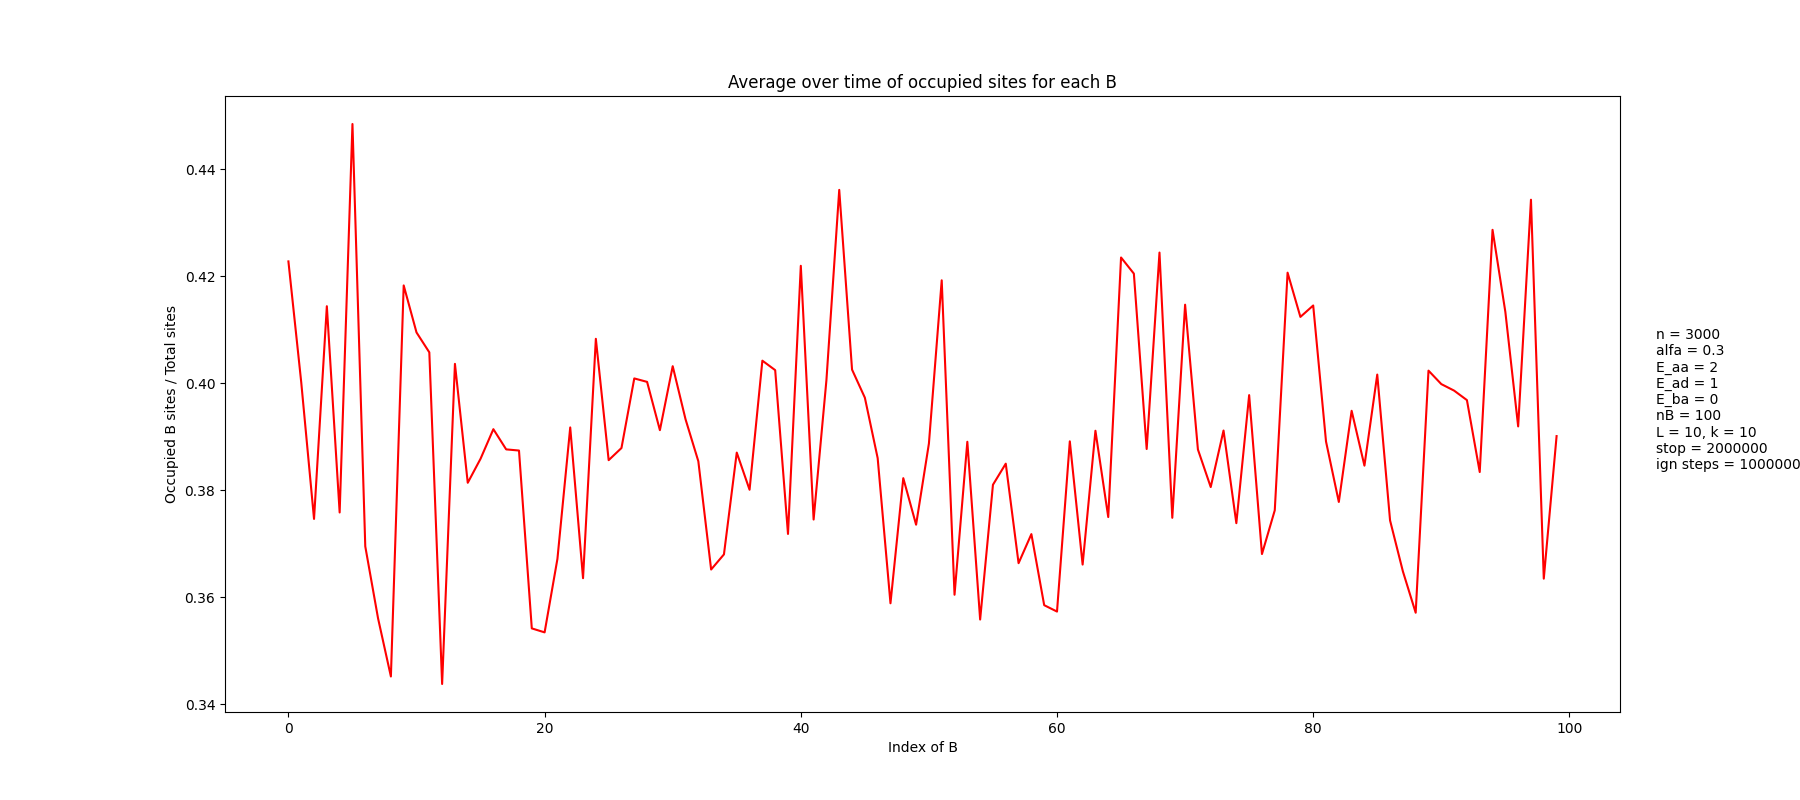 Average over time of occupied sites for each B
Occupied B sites / Total sites
0.44
0.42
0.40
0.38
0.36
0.34
0 20 40 60 80 100
Index of B
n = 3000
alfa = 0.3
E_aa = 2
E_ad = 1
E_ba = 0
nB = 100
L = 10, k = 10
stop = 2000000
ign steps = 1000000